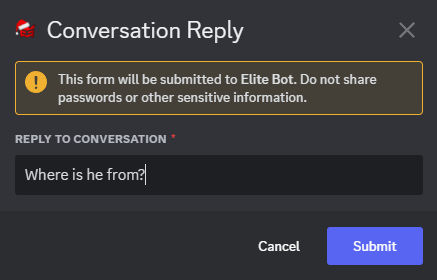 Conversation Reply
This form will be submitted to Elite Bot. Do not share
passwords or other sensitive information.
REPLY TO CONVERSATION *
Where is he from?
Cancel
Submit